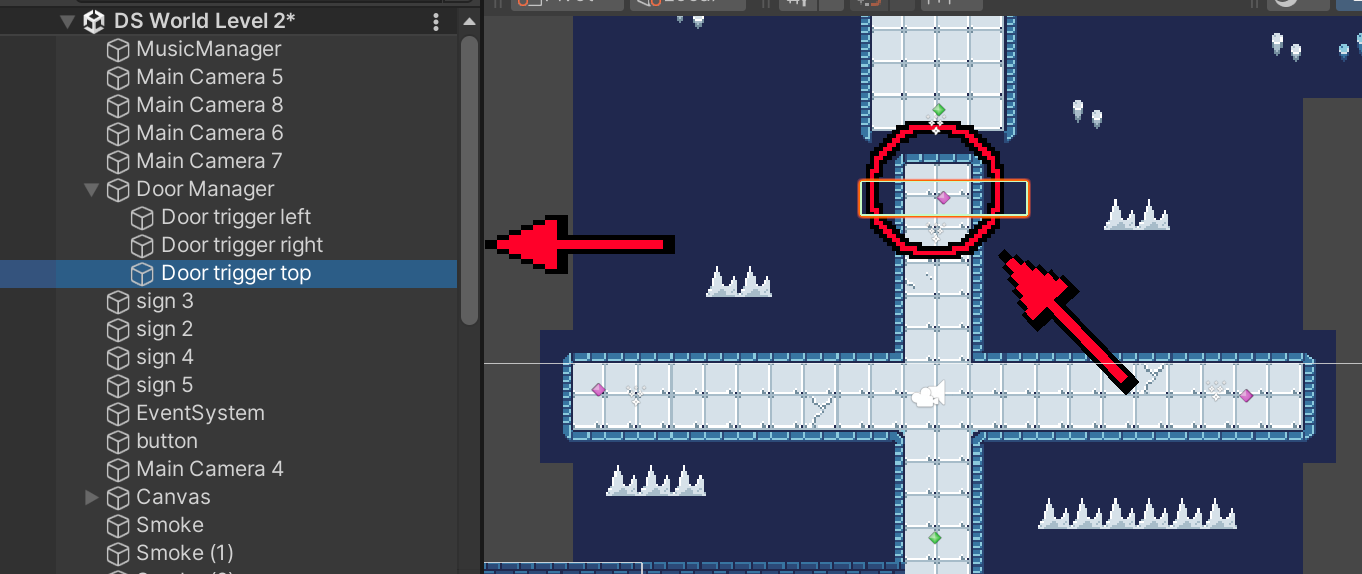 DS World Level 2*
MusicManager
Main Camera 5
Main Camera 8
Main Camera 6
Main Camera 7
Door Manager
Door trigger left
Door trigger right
Door trigger top
sign 3
sign 2
sign 4
sign 5
EventSystem
button
Main Camera 4
Canvas
Smoke
Smoke (1)